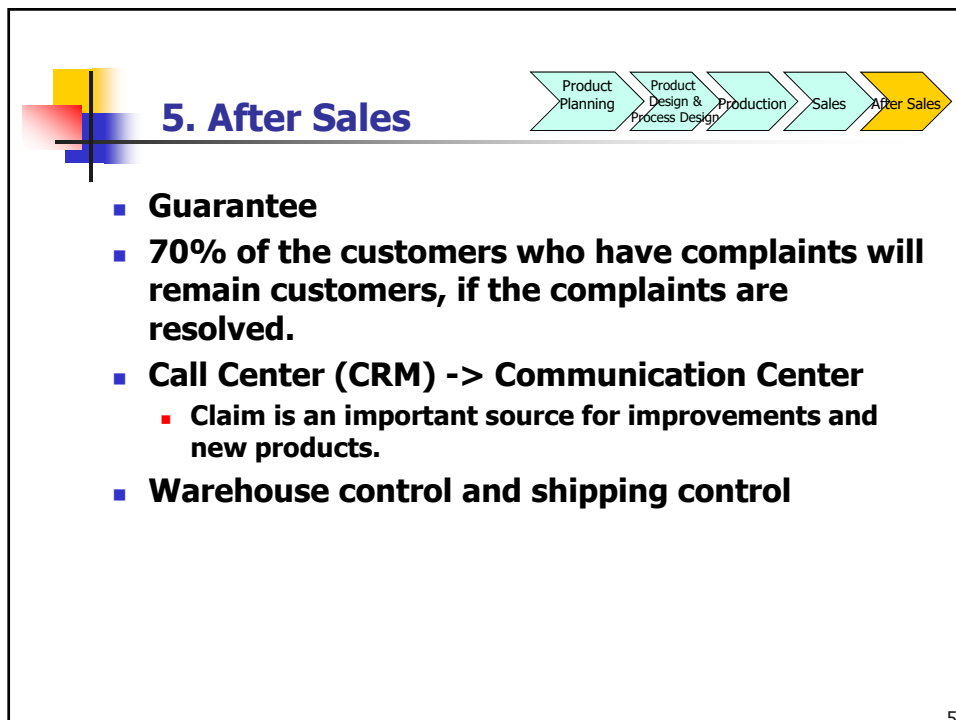 5. After Sales
Product
Planning
Product
Design &
Process Design
Production
Sales
After Sales
Guarantee
70% of the customers who have complaints will
remain customers, if the complaints are
resolved.
Call Center (CRM) -> Communication Center
Claim is an important source for improvements and
new products.
Warehouse control and shipping control
5